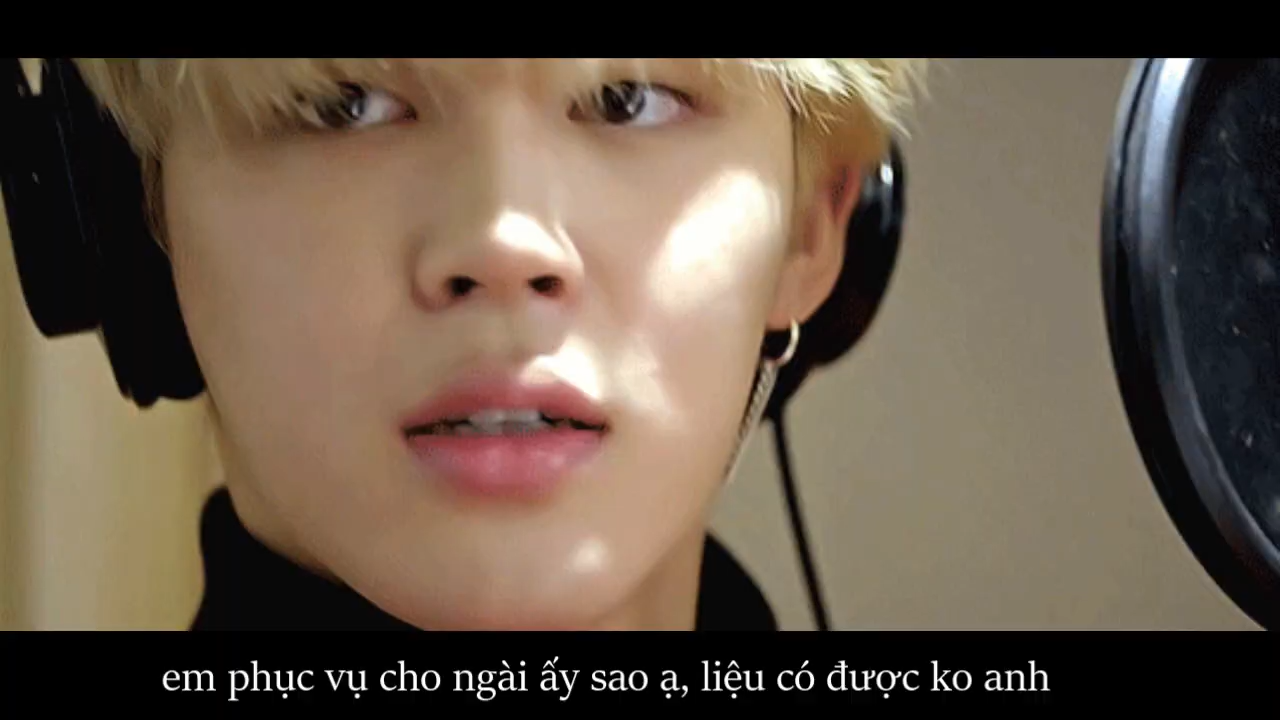 em phục vụ cho ngài ấy sao ạ, liệu có được ko anh